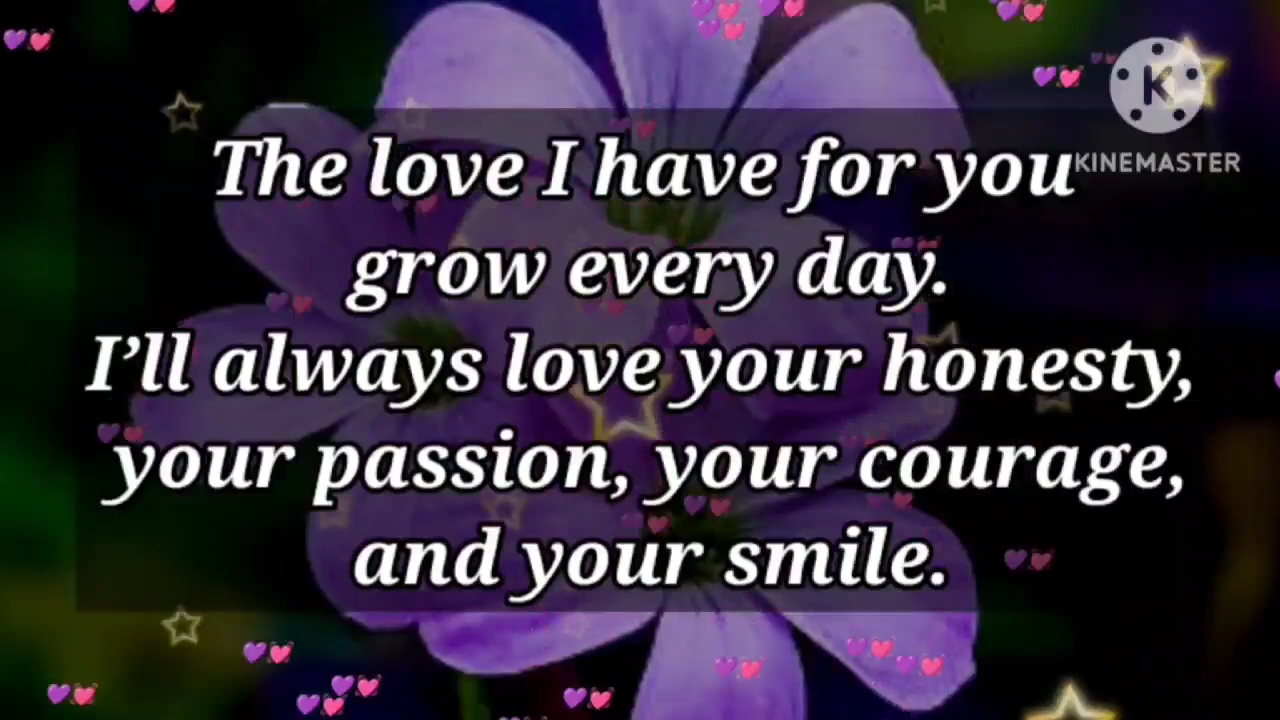 The love I have for you
KINEMASTER
grow every day.
I’ll always love your honesty,
your passion, your courage,
and your smile.